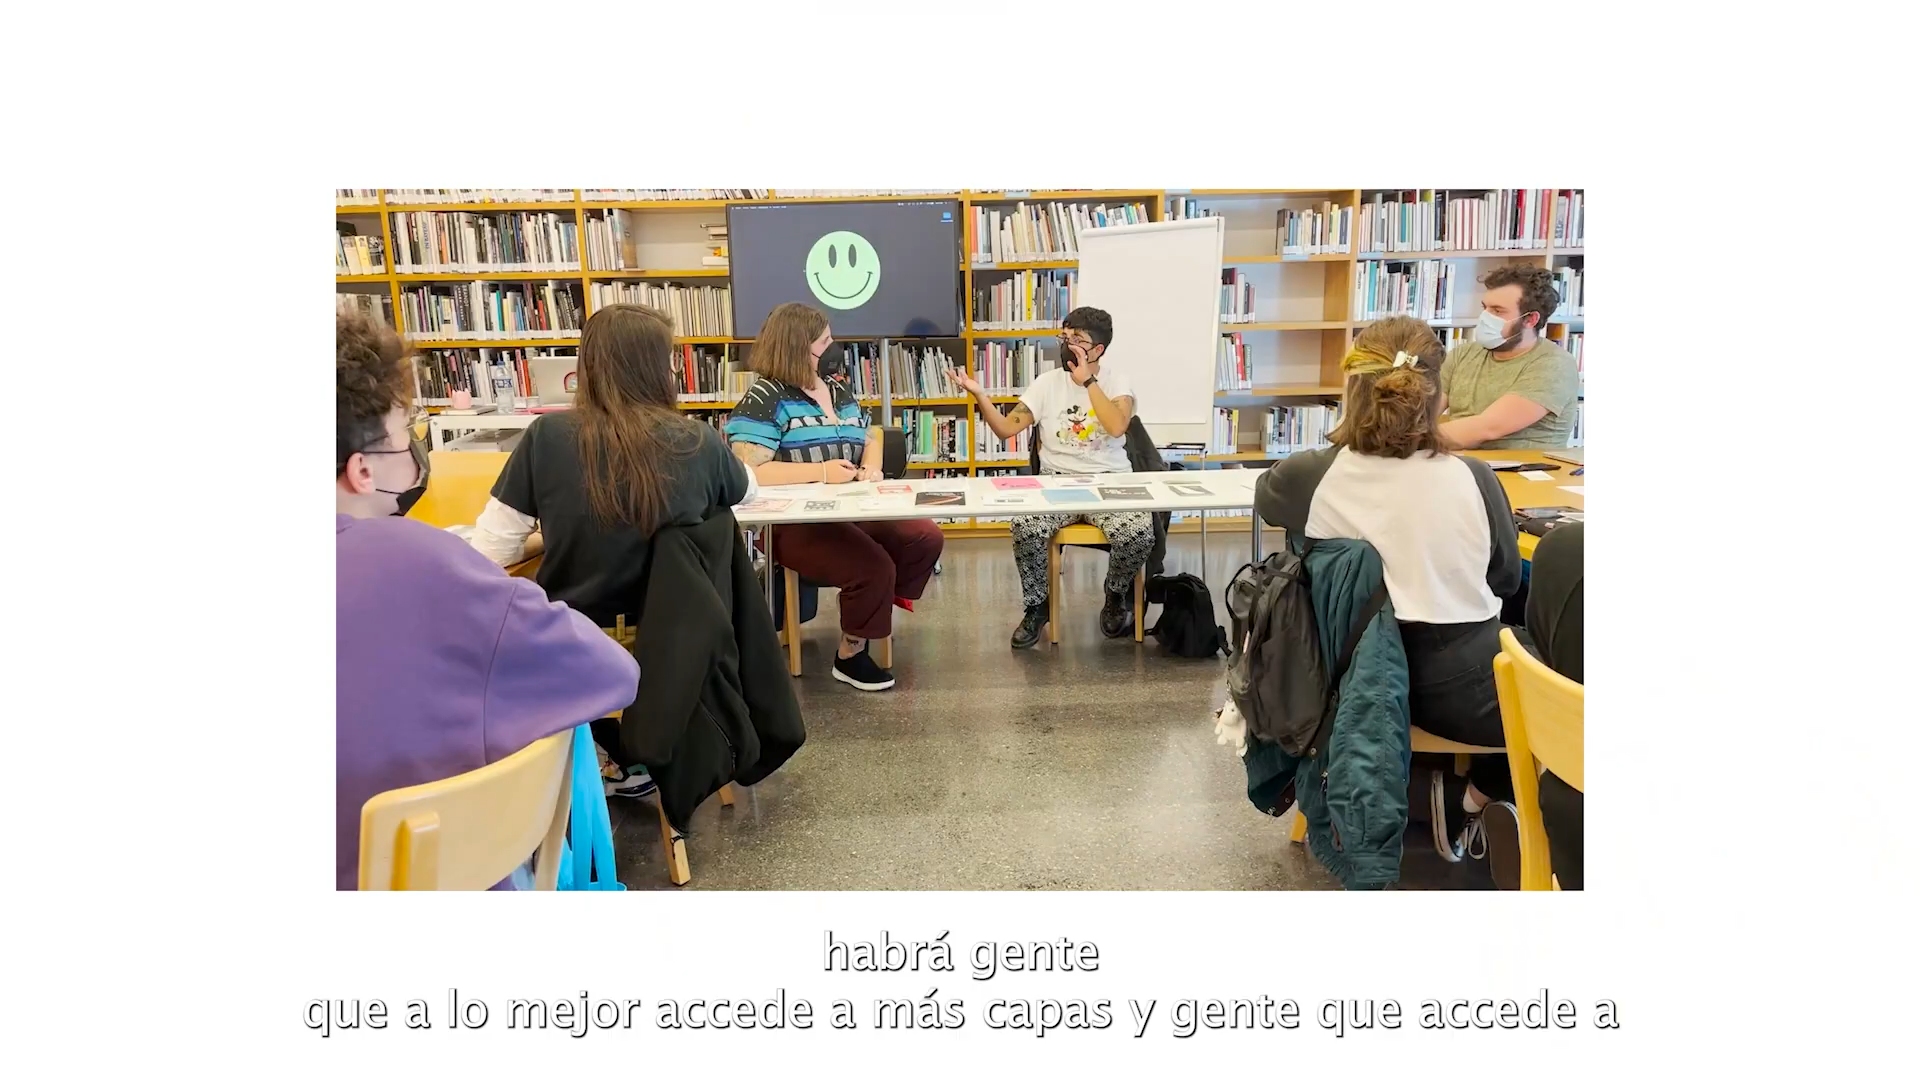 habrá gente
que a lo mejor accede a más capas y gente que accede a